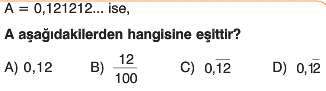 A = 0,121212... ise,
A aşağıdakilerden hangisine eşittir?
A) 0,12 B) 12/100 C) 0,1̅2̅ D) 0,12̅